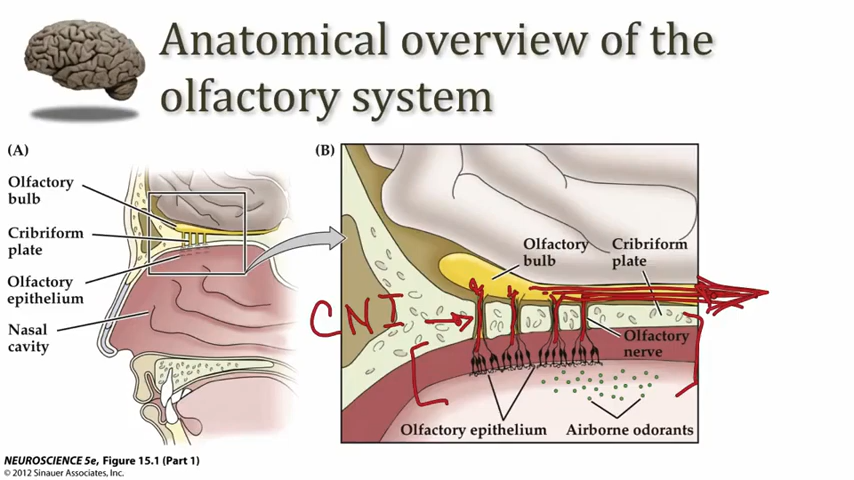 Anatomical overview of the
olfactory system
(A)
Olfactory
bulb
Cribriform
plate
Olfactory
epithelium
Nasal
cavity
(B)
Olfactory
bulb
Cribriform
plate
CNI
Olfactory
nerve
Olfactory epithelium
Airborne odorants
NEUROSCIENCE 5e, Figure 15.1 (Part 1)
© 2012 Sinauer Associates, Inc.